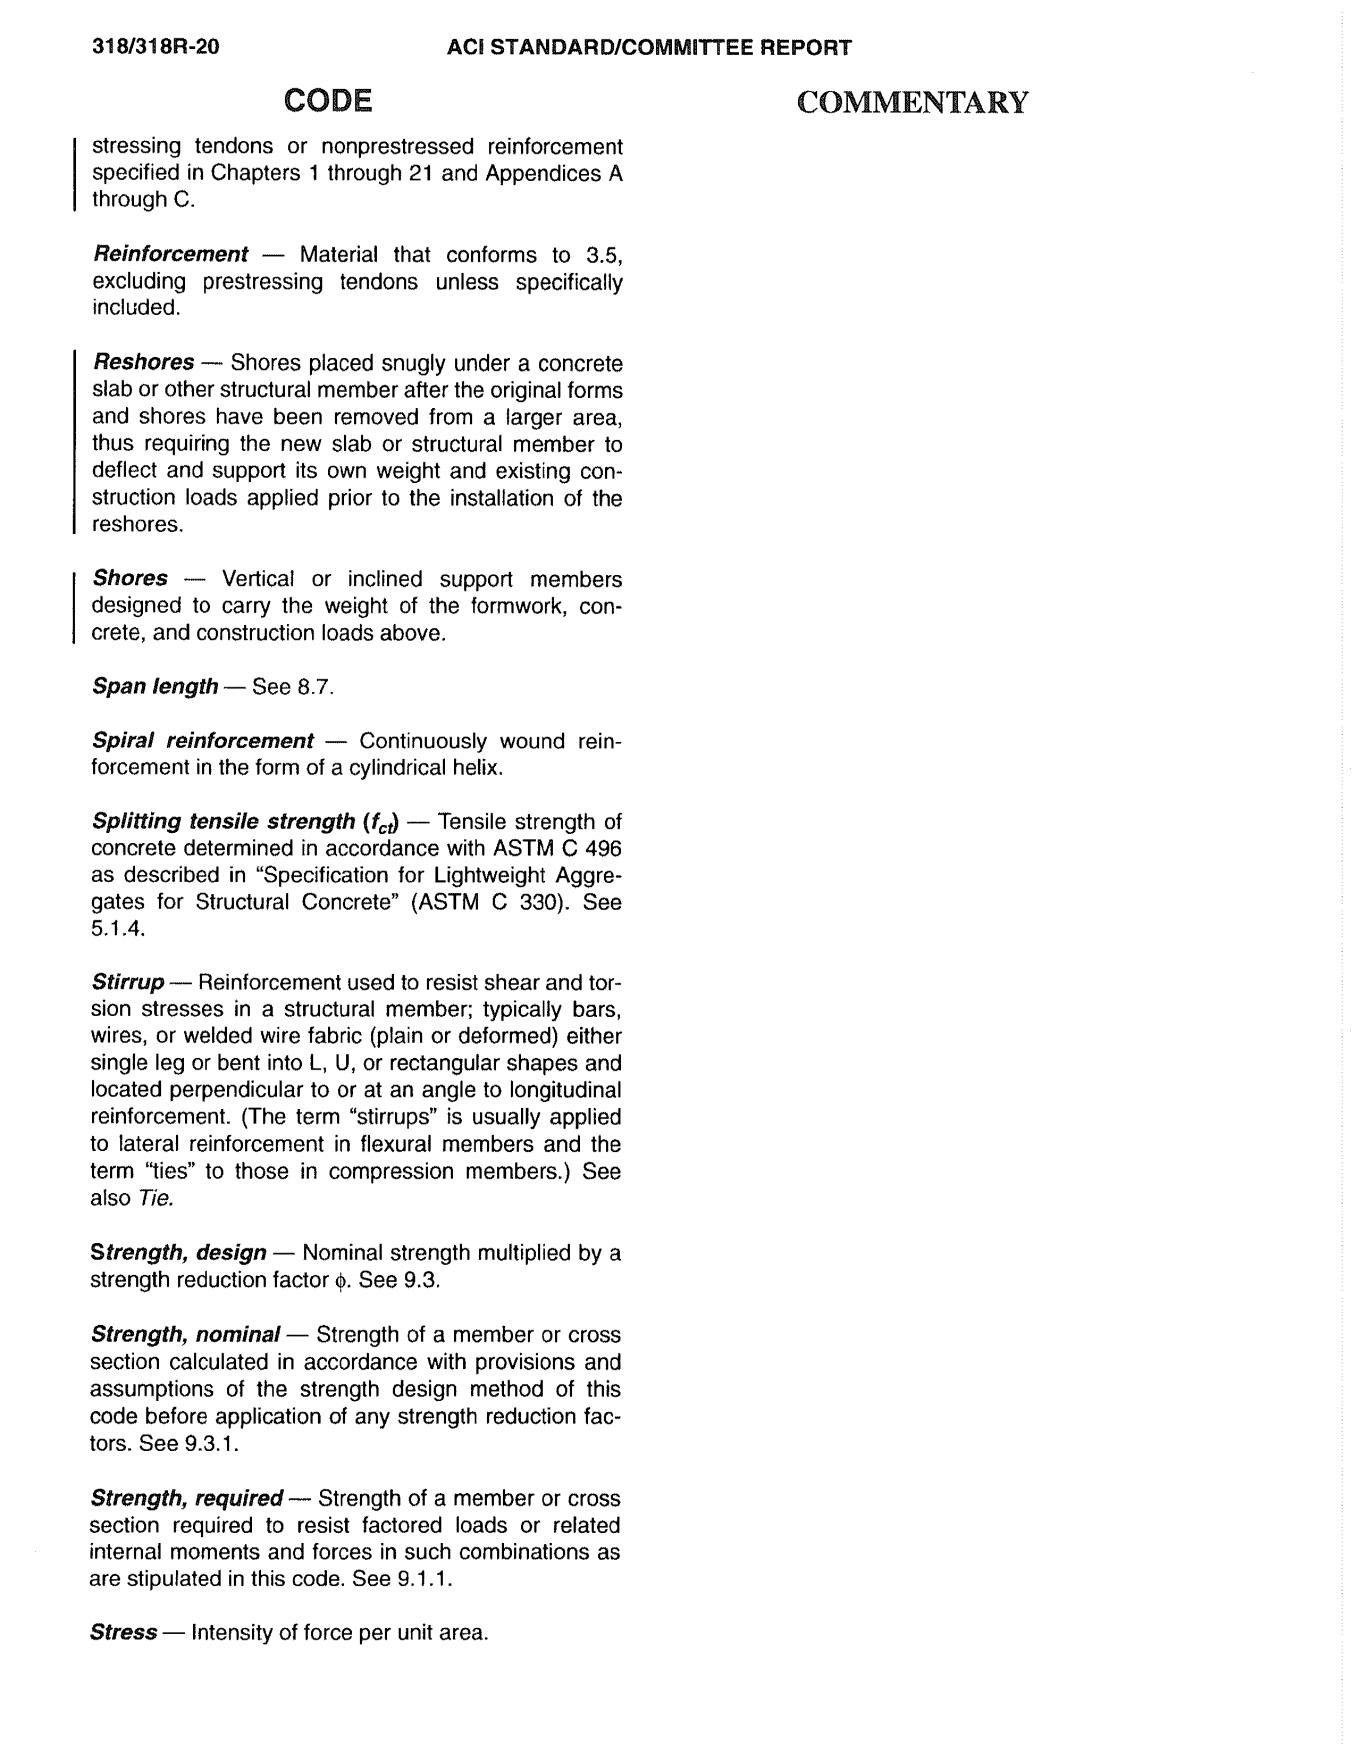 318/318R-20
ACI STANDARD/COMMITTEE REPORT
CODE
COMMENTARY
stressing tendons or nonprestressed reinforcement
specified in Chapters 1 through 21 and Appendices A
through C.
Reinforcement — Material that conforms to 3.5,
excluding prestressing tendons unless specifically
included.
Reshores — Shores placed snugly under a concrete
slab or other structural member after the original forms
and shores have been removed from a larger area,
thus requiring the new slab or structural member to
deflect and support its own weight and existing con-
struction loads applied prior to the installation of the
reshores.
Shores — Vertical or inclined support members
designed to carry the weight of the formwork, con-
crete, and construction loads above.
Span length — See 8.7.
Spiral reinforcement — Continuously wound rein-
forcement in the form of a cylindrical helix.
Splitting tensile strength (fct) — Tensile strength of
concrete determined in accordance with ASTM C 496
as described in “Specification for Lightweight Aggre-
gates for Structural Concrete” (ASTM C 330). See
5.1.4.
Stirrup — Reinforcement used to resist shear and tor-
sion stresses in a structural member; typically bars,
wires, or welded wire fabric (plain or deformed) either
single leg or bent into L, U, or rectangular shapes and
located perpendicular to or at an angle to longitudinal
reinforcement. (The term “stirrups” is usually applied
to lateral reinforcement in flexural members and the
term “ties” to those in compression members.) See
also Tie.
Strength, design — Nominal strength multiplied by a
strength reduction factor ϕ. See 9.3.
Strength, nominal — Strength of a member or cross
section calculated in accordance with provisions and
assumptions of the strength design method of this
code before application of any strength reduction fac-
tors. See 9.3.1.
Strength, required — Strength of a member or cross
section required to resist factored loads or related
internal moments and forces in such combinations as
are stipulated in this code. See 9.1.1.
Stress — Intensity of force per unit area.